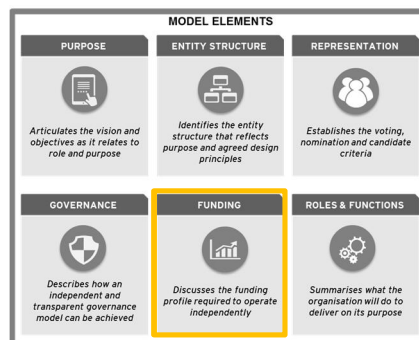 MODEL ELEMENTS
PURPOSE
Articulates the vision and
objectives as it relates to
role and purpose
ENTITY STRUCTURE
Identifies the entity
structure that reflects
purpose and agreed design
principles
REPRESENTATION
Establishes the voting,
nomination and candidate
criteria
GOVERNANCE
Describes how an
independent and
transparent governance
model can be achieved
FUNDING
Discusses the funding
profile required to operate
independently
ROLES & FUNCTIONS
Summarises what the
organisation will do to
deliver on its purpose